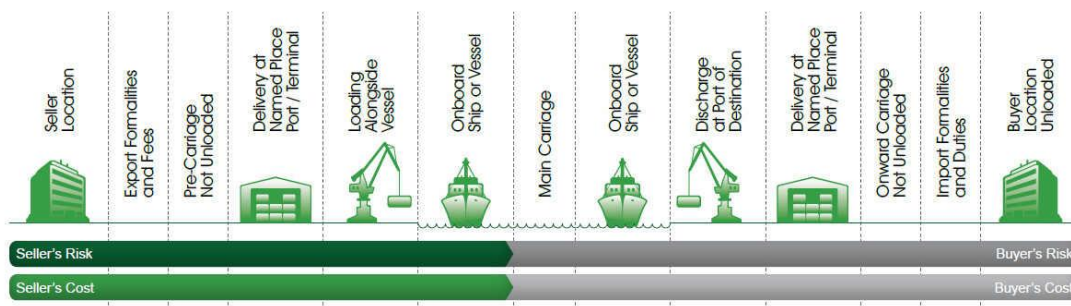 Seller
Location
Export Formalities
and Fees
Pre-Carriage
Not Unloaded
Delivery at
Named Place
Port / Terminal
Loading
Alongside
Vessel
Onboard
Ship or Vessel
Main Carriage
Onboard
Ship or Vessel
Discharge
at Port of
Destination
Delivery at
Named Place
Port / Terminal
Onward Carriage
Not Unloaded
Import Formalities
and Duties
Buyer
Location
Unloaded
Seller's Risk
Buyer's Risk
Seller's Cost
Buyer's Cost